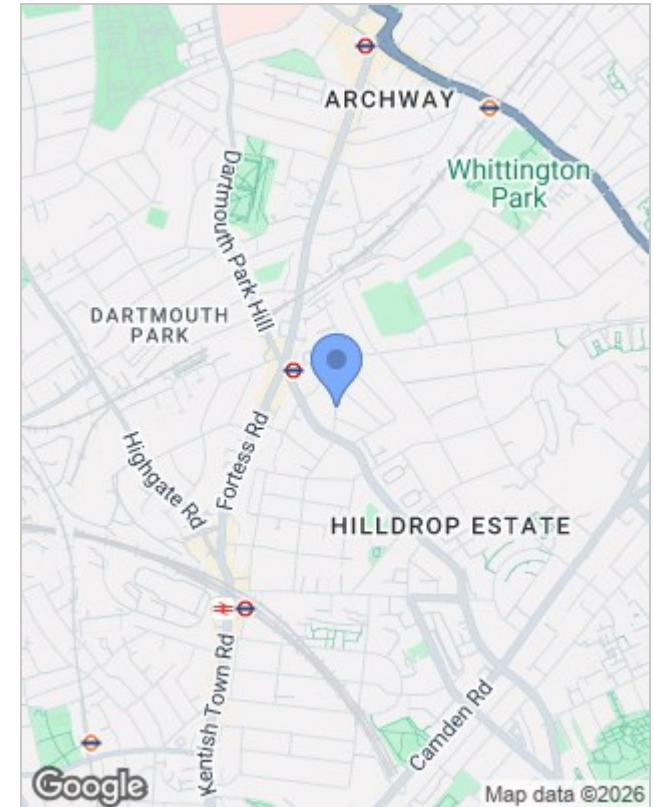 ARCHWAY
Whittington
Park
Dartmouth Park Hill
DARTMOUTH
PARK
Fortess Rd
Highgate Rd
HILLDROP ESTATE
Kentish Town Rd
Camden Rd
Google
Map data ©2026